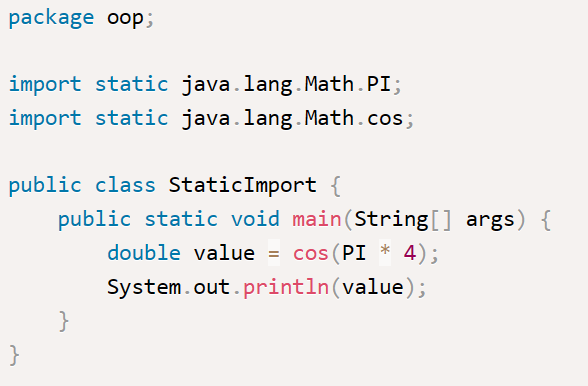 package oop;
import static java.lang.Math.PI;
import static java.lang.Math.cos;
public class StaticImport {
    public static void main(String[] args) {
        double value = cos(PI * 4);
        System.out.println(value);
    }
}